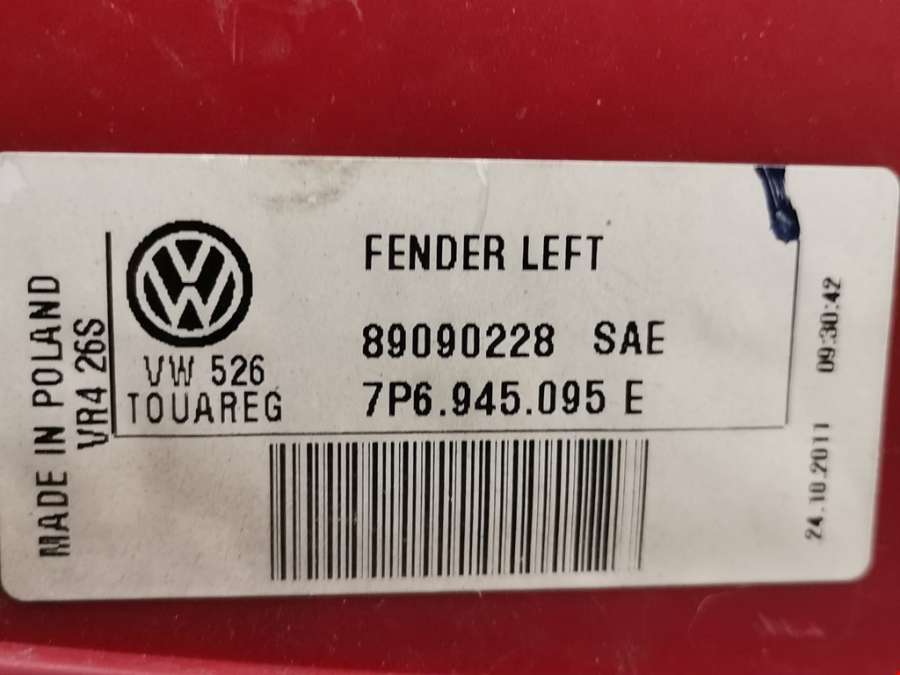 FENDER LEFT
89090228 SAE
7P6.945.095 E
VW 526
TOUAREG
MADE IN POLAND
VR4 26S
24.10.2011 09:30:42